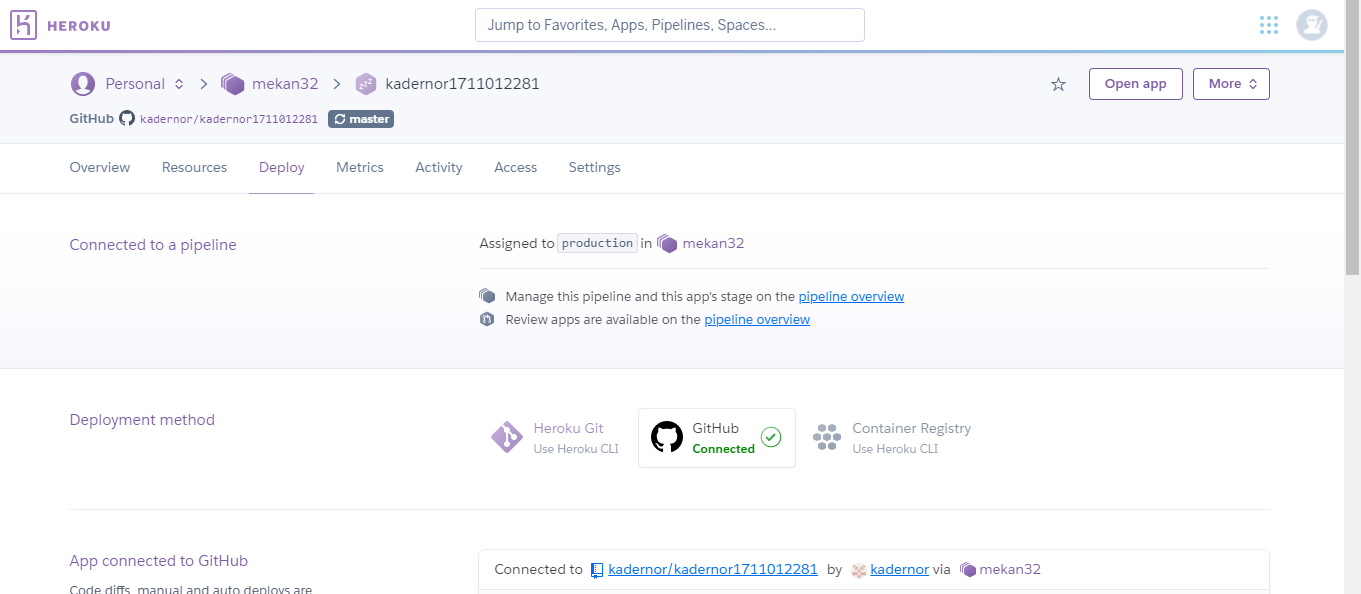 HEROKU
Jump to Favorites, Apps, Pipelines, Spaces...
Personal mekan32 zzz kadernor1711012281
Open app
More
GitHub kadernor/kadernor1711012281 master
Overview Resources Deploy Metrics Activity Access Settings
Connected to a pipeline
Assigned to production in mekan32
Manage this pipeline and this app's stage on the pipeline overview
Review apps are available on the pipeline overview
Deployment method
Heroku Git
Use Heroku CLI
GitHub
Connected
Container Registry
Use Heroku CLI
App connected to GitHub
Code diffs, manual and auto deploys are
Connected to kadernor/kadernor1711012281 by kadernor via mekan32